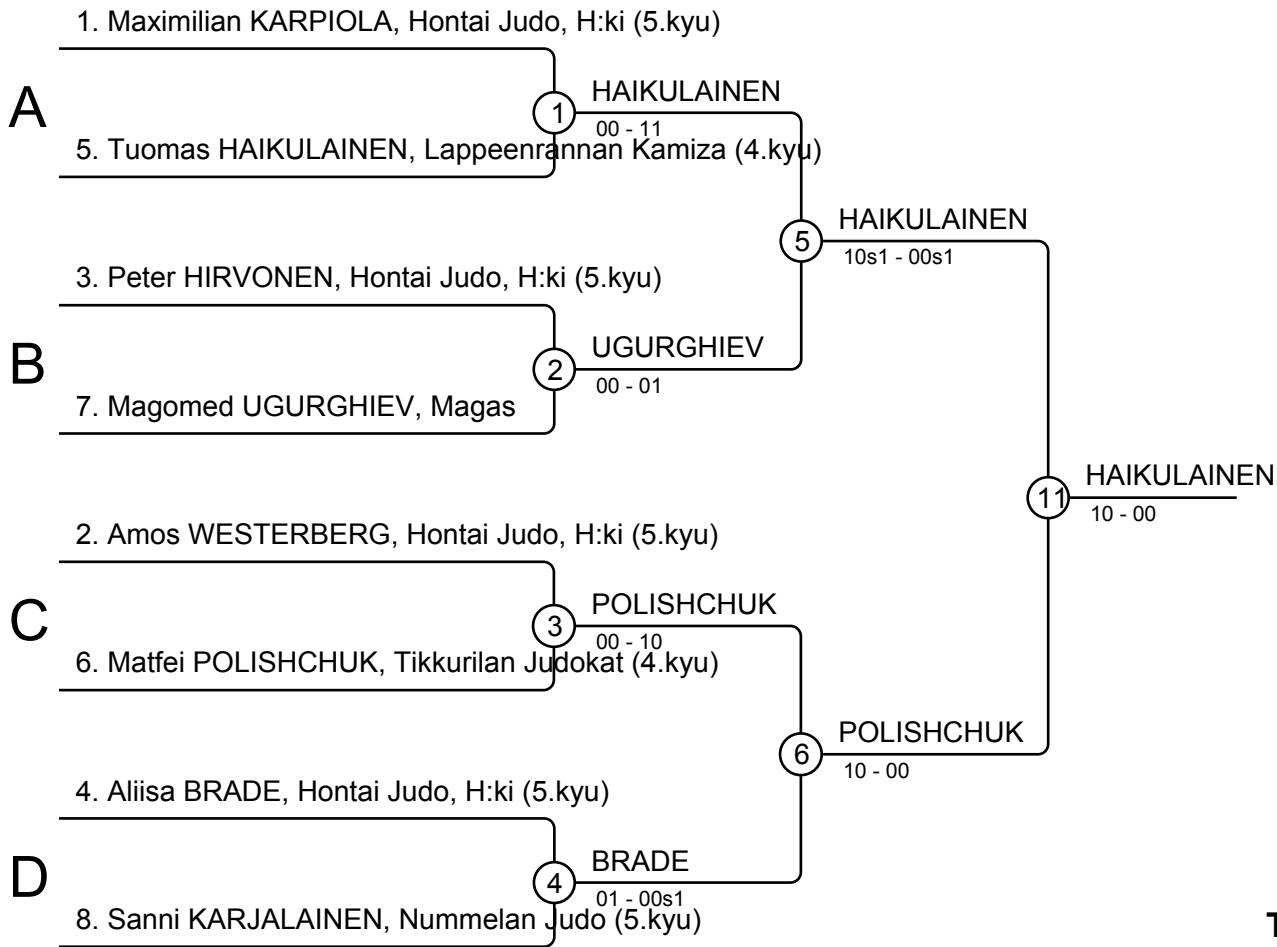 1. Maximilian KARPIOLA, Hontai Judo, H:ki (5.kyu)
A
1
HAIKULAINEN
00 - 11
5. Tuomas HAIKULAINEN, Lappeenrannan Kamiza (4.kyu)
5
HAIKULAINEN
10s1 - 00s1
3. Peter HIRVONEN, Hontai Judo, H:ki (5.kyu)
B
2
UGURGHIEV
00 - 01
7. Magomed UGURGHIEV, Magas
11
HAIKULAINEN
10 - 00
2. Amos WESTERBERG, Hontai Judo, H:ki (5.kyu)
C
3
POLISHCHUK
00 - 10
6. Matfei POLISHCHUK, Tikkurilan Judokat (4.kyu)
6
POLISHCHUK
10 - 00
4. Aliisa BRADE, Hontai Judo, H:ki (5.kyu)
D
4
BRADE
01 - 00s1
8. Sanni KARJALAINEN, Nummelan Judo (5.kyu)